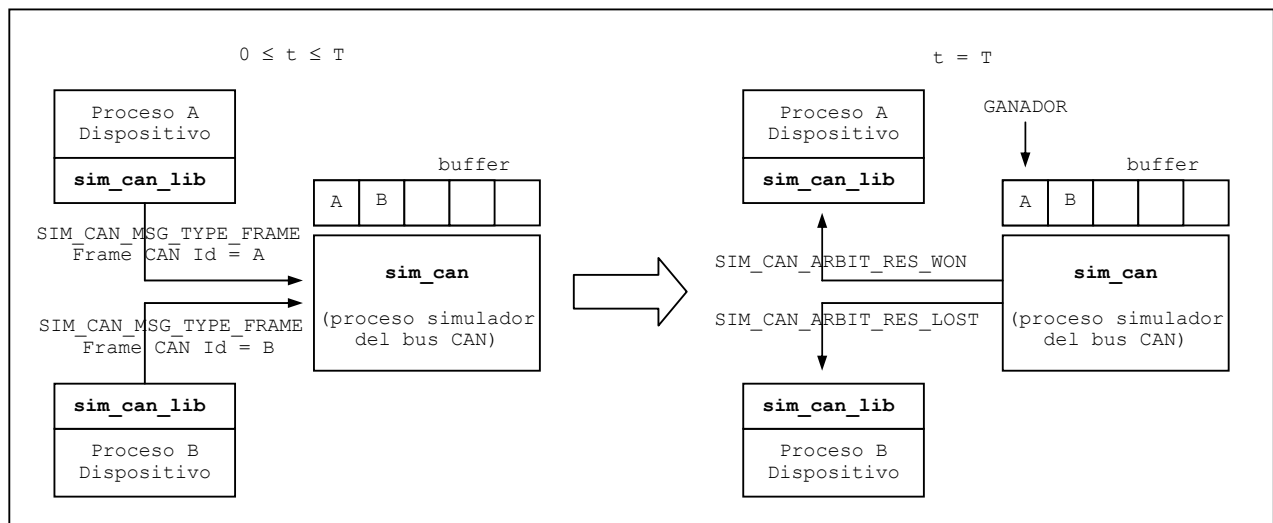 0 ≤ t ≤ T
Proceso A
Dispositivo
sim_can_lib
SIM_CAN_MSG_TYPE_FRAME
Frame CAN Id = A
SIM_CAN_MSG_TYPE_FRAME
Frame CAN Id = B
sim_can_lib
Proceso B
Dispositivo
buffer
A B
sim_can
(proceso simulador
del bus CAN)
t = T
Proceso A
Dispositivo
sim_can_lib
SIM_CAN_ARBIT_RES_WON
SIM_CAN_ARBIT_RES_LOST
sim_can_lib
Proceso B
Dispositivo
GANADOR
buffer
A B
sim_can
(proceso simulador
del bus CAN)